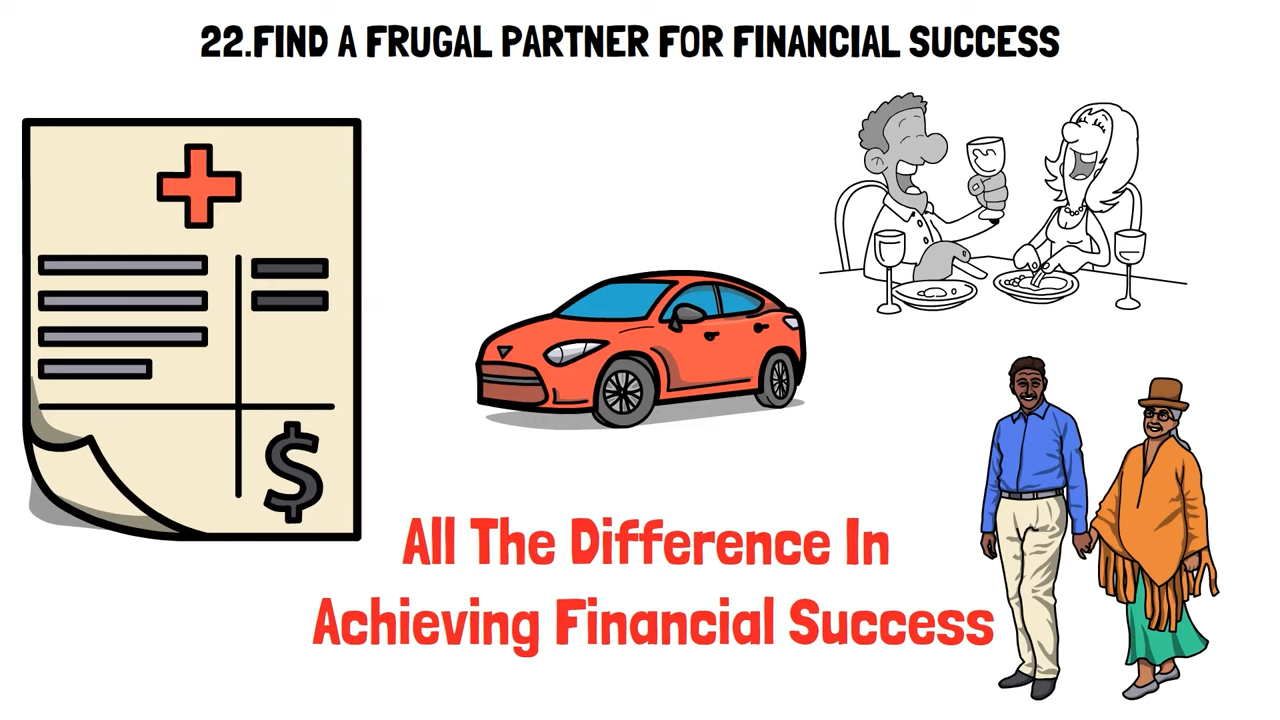 22.FIND A FRUGAL PARTNER FOR FINANCIAL SUCCESS
$
All The Difference In
Achieving Financial Success